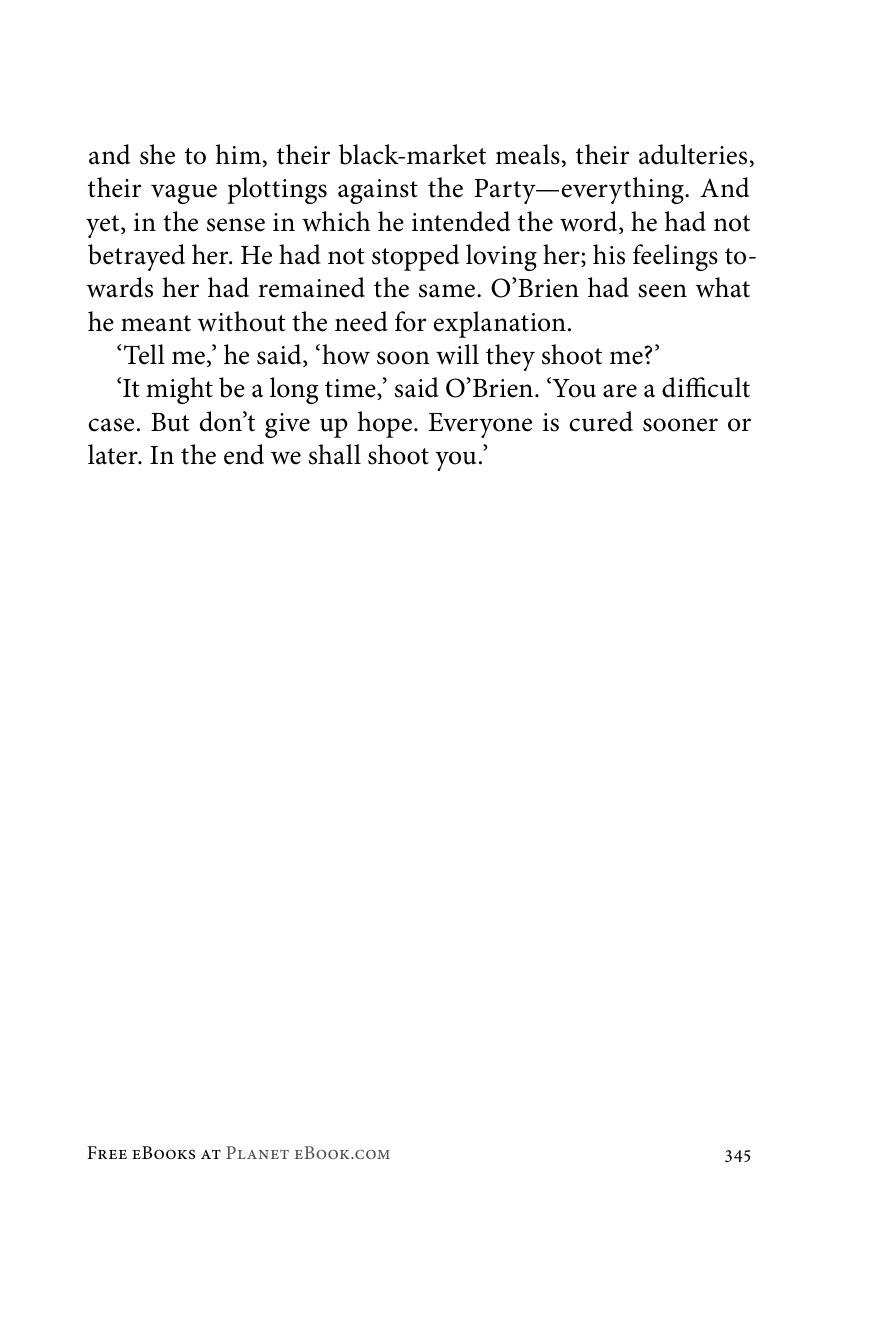 and she to him, their black-market meals, their adulteries,
their vague plottings against the Party—everything. And
yet, in the sense in which he intended the word, he had not
betrayed her. He had not stopped loving her; his feelings to-
wards her had remained the same. O’Brien had seen what
he meant without the need for explanation.
‘Tell me,’ he said, ‘how soon will they shoot me?’
‘It might be a long time,’ said O’Brien. ‘You are a difficult
case. But don’t give up hope. Everyone is cured sooner or
later. In the end we shall shoot you.’
Free eBooks at Planet eBook.com 345